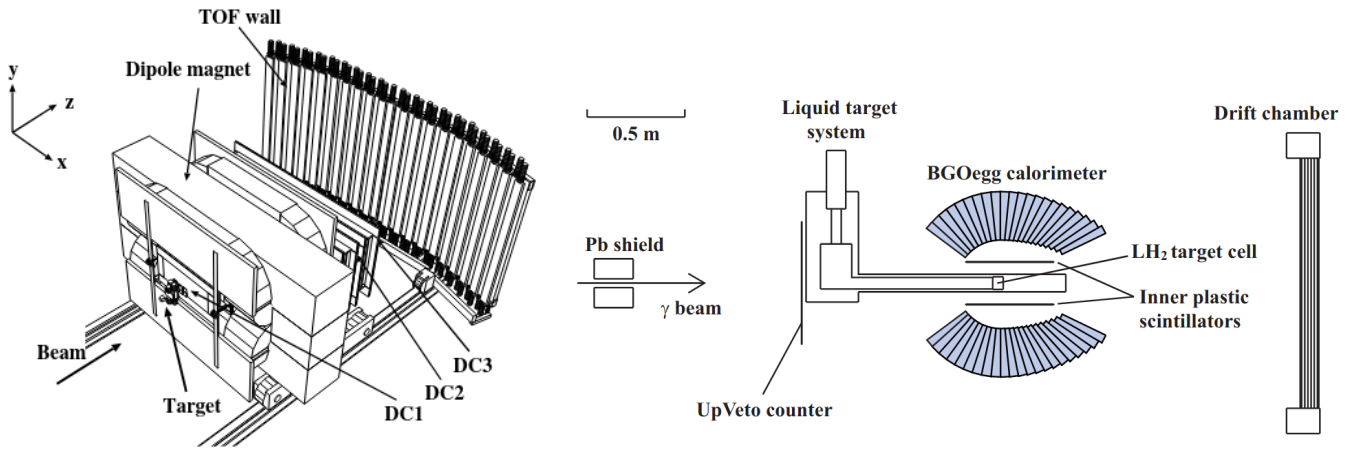 TOF wall
Dipole magnet
y
z
x
Beam
Target
DC1
DC2
DC3
0.5 m
Liquid target
system
Drift chamber
BGOegg calorimeter
Pb shield
γ beam
LH₂ target cell
Inner plastic
scintillators
UpVeto counter